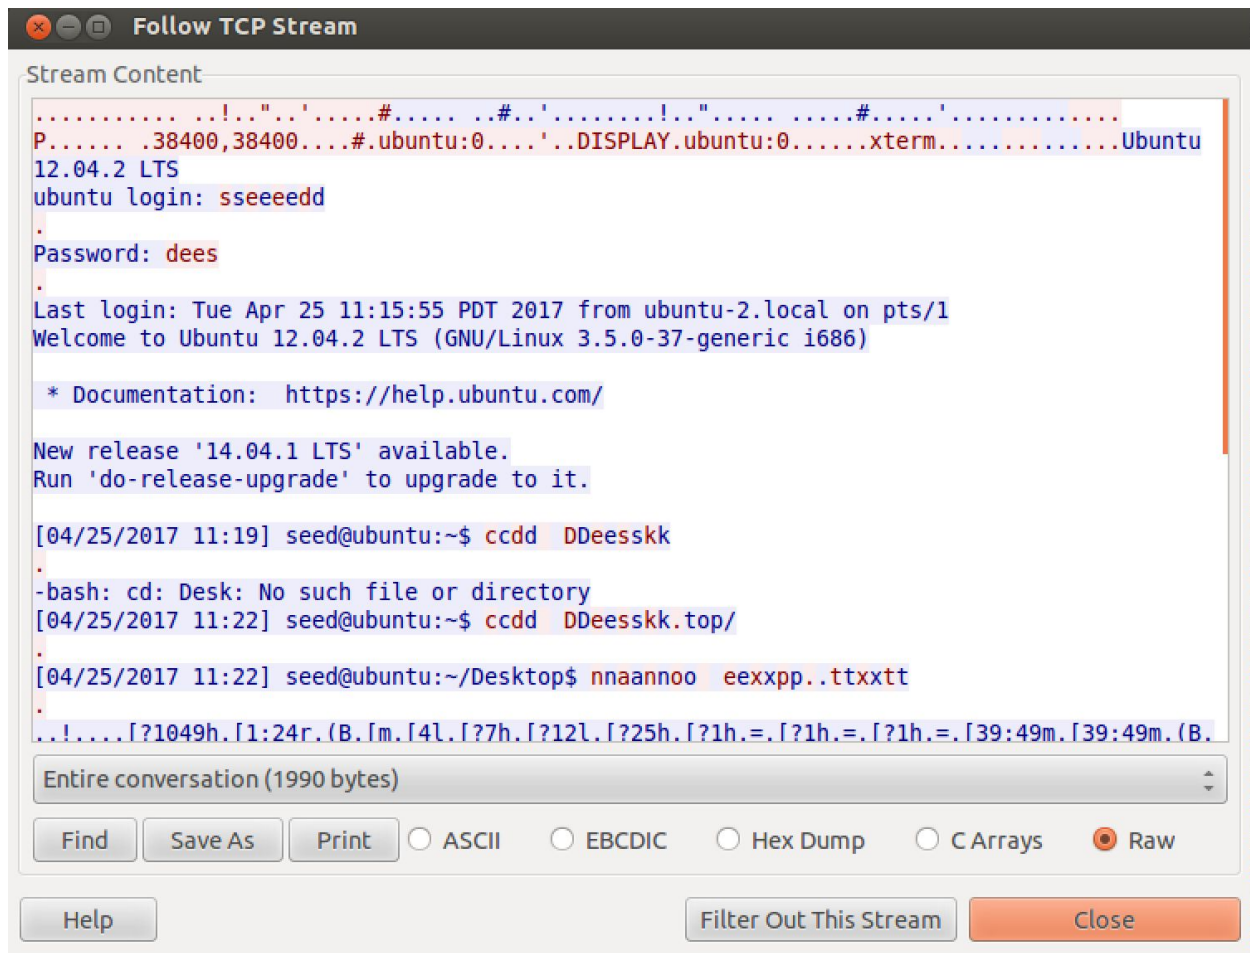 Follow TCP Stream
Stream Content
........... ..!.."..'.....#..... ..#..'........!.."..... .....#.....'.............
P...... .38400,38400....#.ubuntu:0....'..DISPLAY.ubuntu:0......xterm..............Ubuntu
12.04.2 LTS
ubuntu login: sseeeedd
.
Password: dees
.
Last login: Tue Apr 25 11:15:55 PDT 2017 from ubuntu-2.local on pts/1
Welcome to Ubuntu 12.04.2 LTS (GNU/Linux 3.5.0-37-generic i686)
* Documentation:  https://help.ubuntu.com/
New release '14.04.1 LTS' available.
Run 'do-release-upgrade' to upgrade to it.
[04/25/2017 11:19] seed@ubuntu:~$ ccdd  DDeesskk
.
-bash: cd: Desk: No such file or directory
[04/25/2017 11:22] seed@ubuntu:~$ ccdd  DDeesskk.top/
.
[04/25/2017 11:22] seed@ubuntu:~/Desktop$ nnaannoo  eexxpp..ttxxtt
.
..!....[?1049h.[1:24r.(B.[m.[4l.[?7h.[?12l.[?25h.[?1h.=.[?1h.=.[?1h.=.[39:49m.[39:49m.(B.
Entire conversation (1990 bytes)
Find Save As Print ASCII EBCDIC Hex Dump C Arrays Raw
Help Filter Out This Stream Close